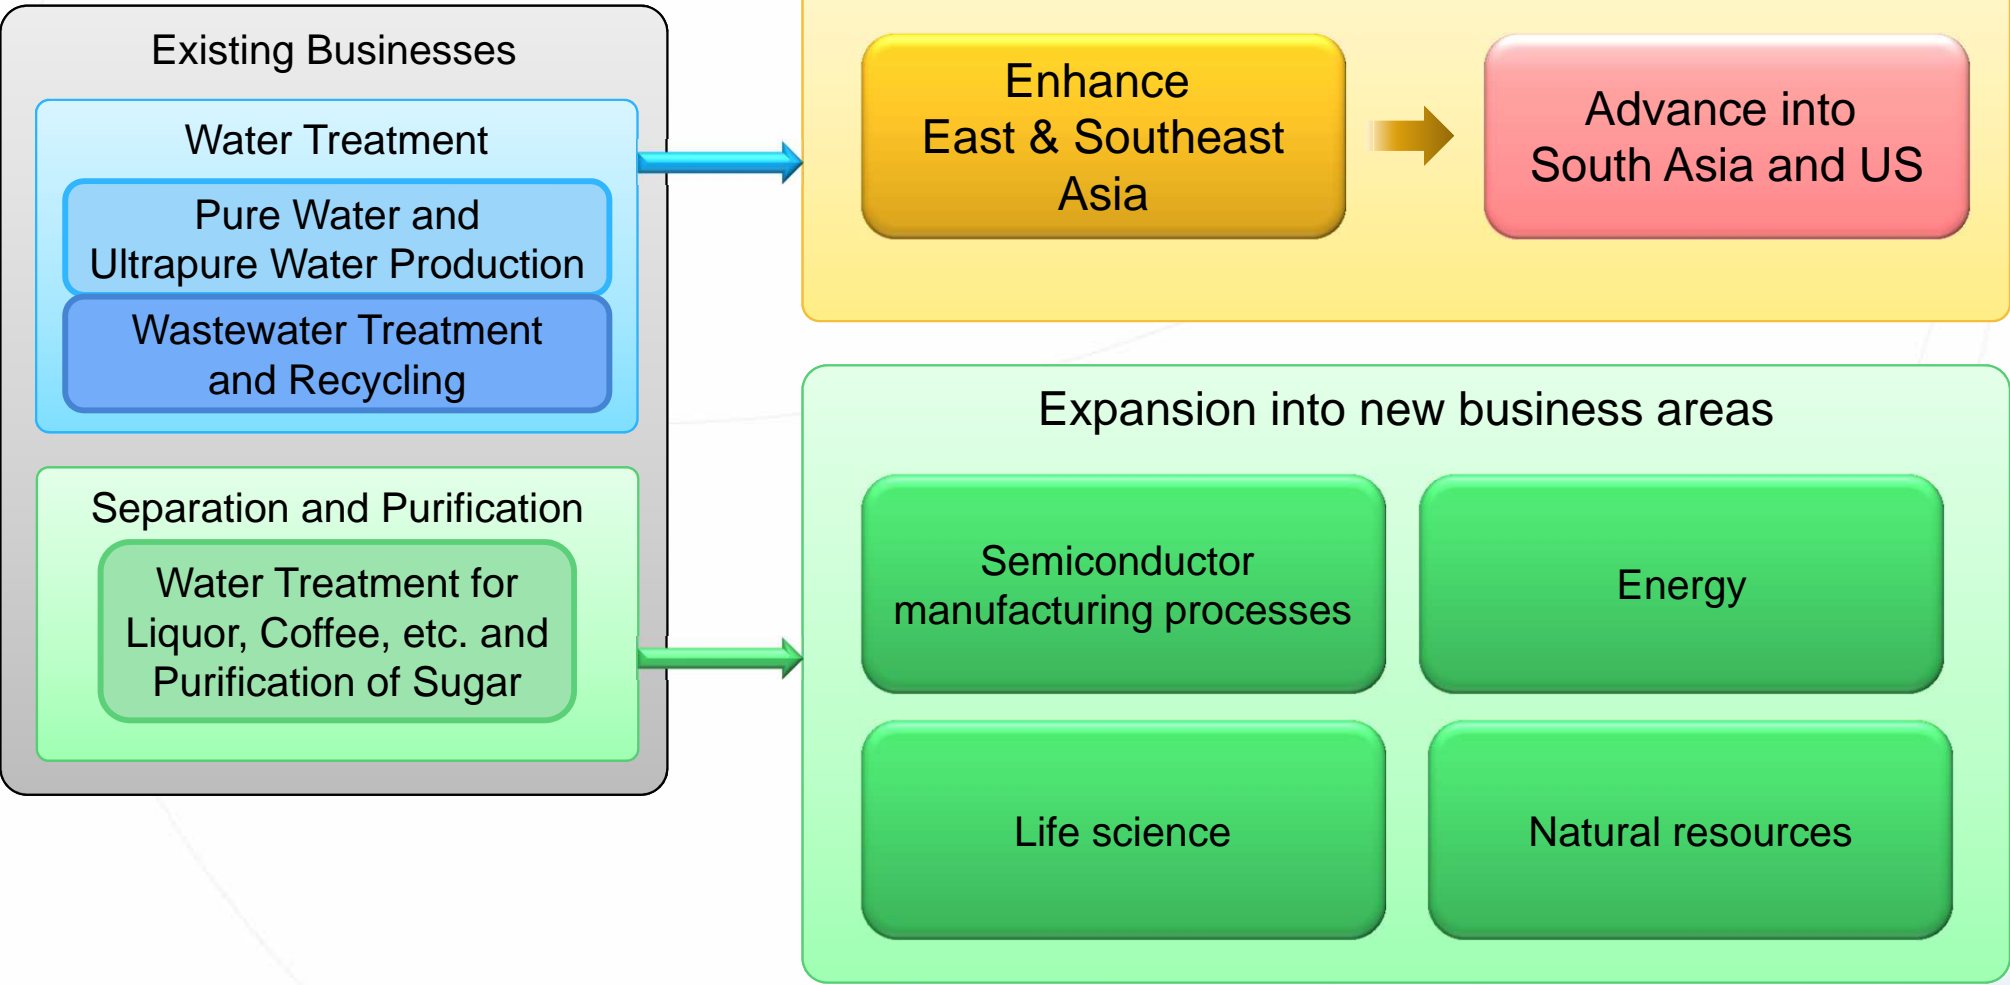 Existing Businesses
Water Treatment
Pure Water and
Ultrapure Water Production
Wastewater Treatment
and Recycling
Separation and Purification
Water Treatment for
Liquor, Coffee, etc. and
Purification of Sugar
Enhance
East & Southeast
Asia
Advance into
South Asia and US
Expansion into new business areas
Semiconductor
manufacturing processes
Energy
Life science
Natural resources